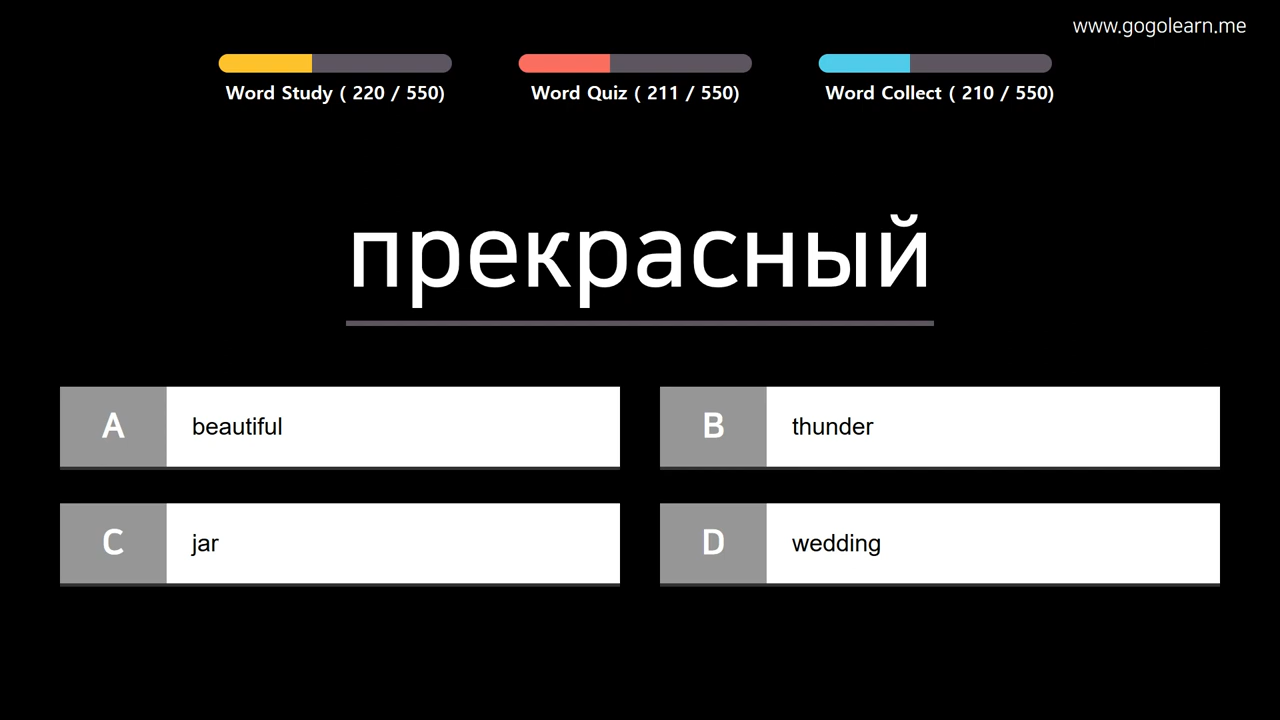 www.gogolearn.me
Word Study ( 220 / 550)
Word Quiz ( 211 / 550)
Word Collect ( 210 / 550)
прекрасный
A beautiful
B thunder
C jar
D wedding